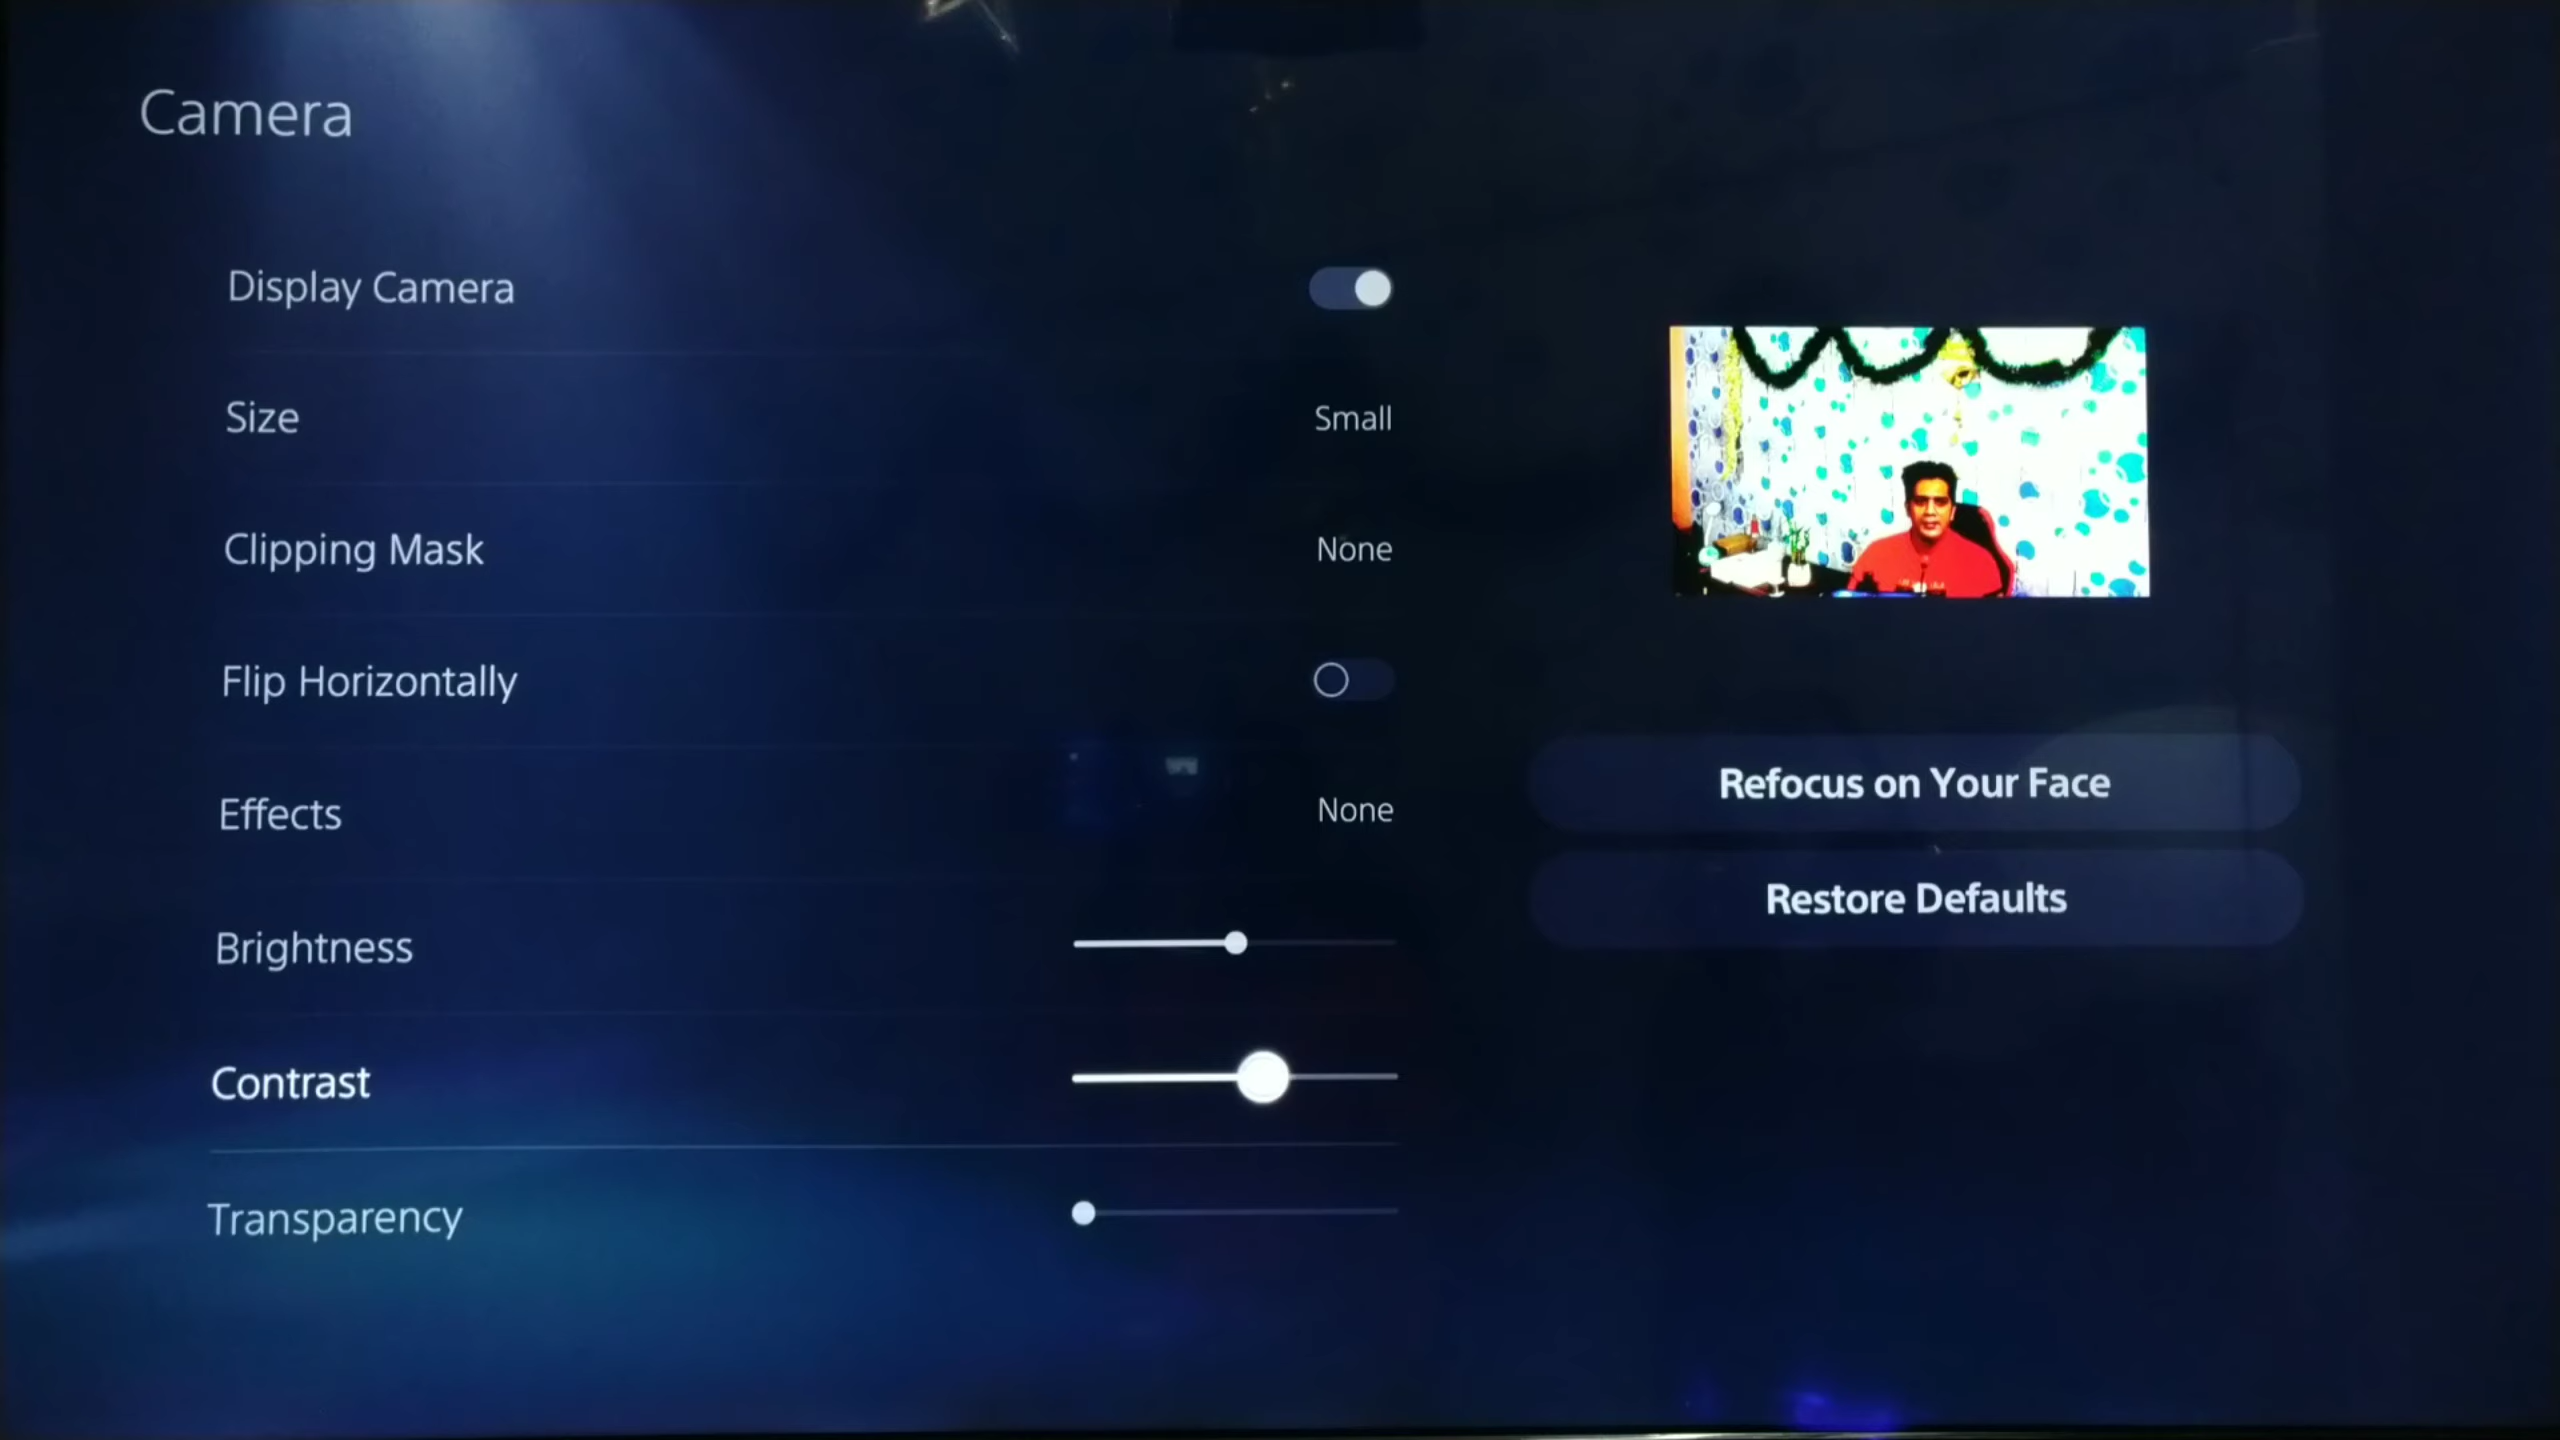 Camera
Display Camera
Size Small
Clipping Mask None
Flip Horizontally
Effects None
Brightness
Contrast
Transparency
Refocus on Your Face
Restore Defaults